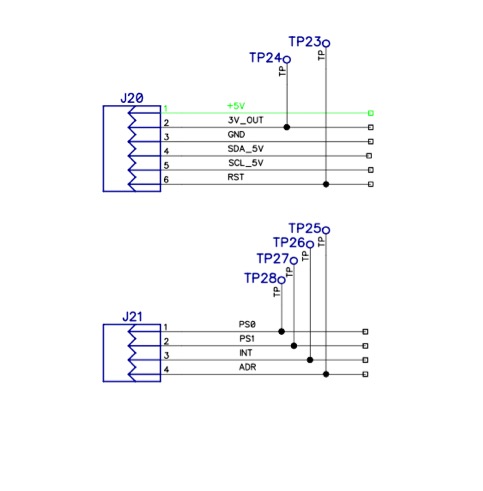 TP23
TP24
TP
TP
J20
1 +5V
2 3V_OUT
3 GND
4 SDA_5V
5 SCL_5V
6 RST
TP25
TP26
TP
TP27
TP
TP28
TP
TP
J21
1 PS0
2 PS1
3 INT
4 ADR